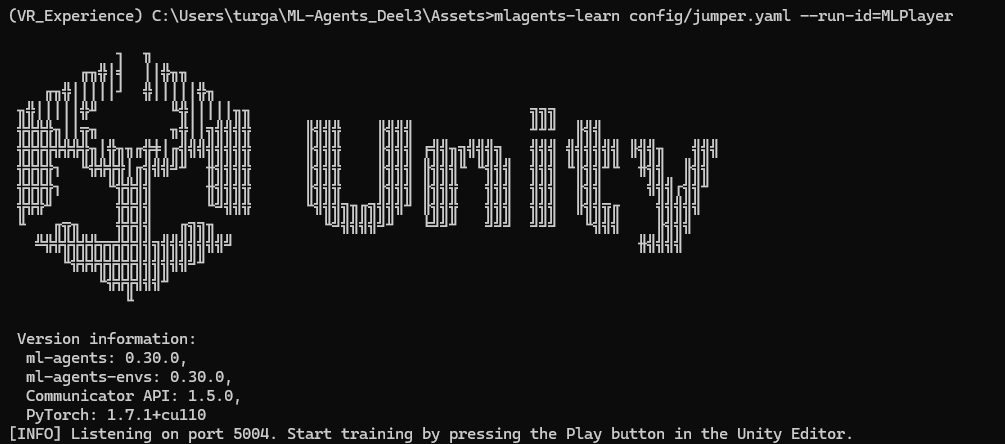 (VR_Experience) C:\Users\turga\ML-Agents_Deel3\Assets>mlagents-learn config/jumper.yaml --run-id=MLPlayer
Unity
Version information:
ml-agents: 0.30.0,
ml-agents-envs: 0.30.0,
Communicator API: 1.5.0,
PyTorch: 1.7.1+cu110
[INFO] Listening on port 5004. Start training by pressing the Play button in the Unity Editor.